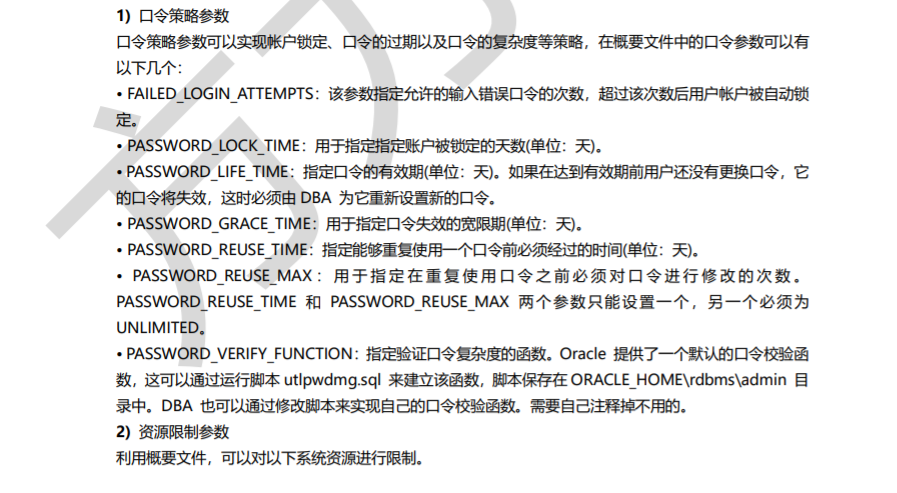 1) 口令策略参数
口令策略参数可以实现帐户锁定、口令的过期以及口令的复杂度等策略，在概要文件中的口令参数可以有
以下几个：
• FAILED_LOGIN_ATTEMPTS：该参数指定允许的输入错误口令的次数，超过该次数后用户帐户被自动锁
定。
• PASSWORD_LOCK_TIME：用于指定指定账户被锁定的天数(单位：天)。
• PASSWORD_LIFE_TIME：指定口令的有效期(单位：天)。如果在达到有效期前用户还没有更换口令，它
的口令将失效，这时必须由 DBA 为它重新设置新的口令。
• PASSWORD_GRACE_TIME：用于指定口令失效的宽限期(单位：天)。
• PASSWORD_REUSE_TIME：指定能够重复使用一个口令前必须经过的时间(单位：天)。
• PASSWORD_REUSE_MAX：用于指定在重复使用口令之前必须对口令进行修改的次数。
PASSWORD_REUSE_TIME 和 PASSWORD_REUSE_MAX 两个参数只能设置一个，另一个必须为
UNLIMITED。
• PASSWORD_VERIFY_FUNCTION：指定验证口令复杂度的函数。Oracle 提供了一个默认的口令校验函
数，这可以通过运行脚本 utlpwdmg.sql 来建立该函数，脚本保存在 ORACLE_HOME\rdbms\admin 目
录中。DBA 也可以通过修改脚本来实现自己的口令校验函数。需要自己注释掉不用的。
2) 资源限制参数
利用概要文件，可以对以下系统资源进行限制。